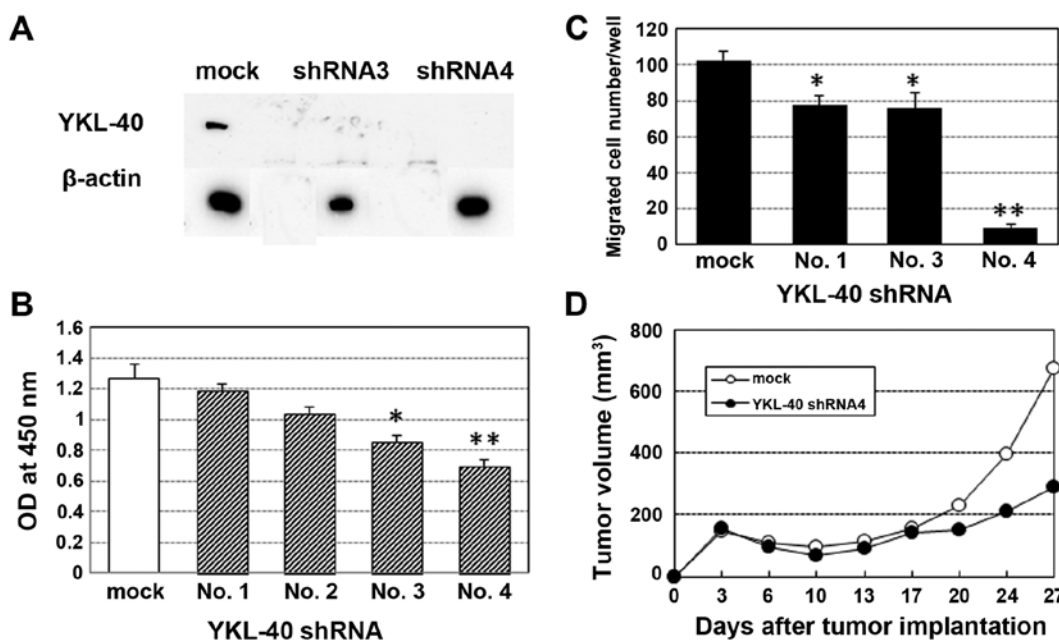 A
mock shRNA3 shRNA4
YKL-40
β-actin
B
OD at 450 nm
1.6
1.4
1.2
1
0.8
0.6
0.4
0.2
0
*
**
mock No. 1 No. 2 No. 3 No. 4
YKL-40 shRNA
C
Migrated cell number/well
120
100
80
60
40
20
0
* *
**
mock No. 1 No. 3 No. 4
YKL-40 shRNA
D
Tumor volume (mm³)
800
600
400
200
0
mock
YKL-40 shRNA4
0 3 6 10 13 17 20 24 27
Days after tumor implantation